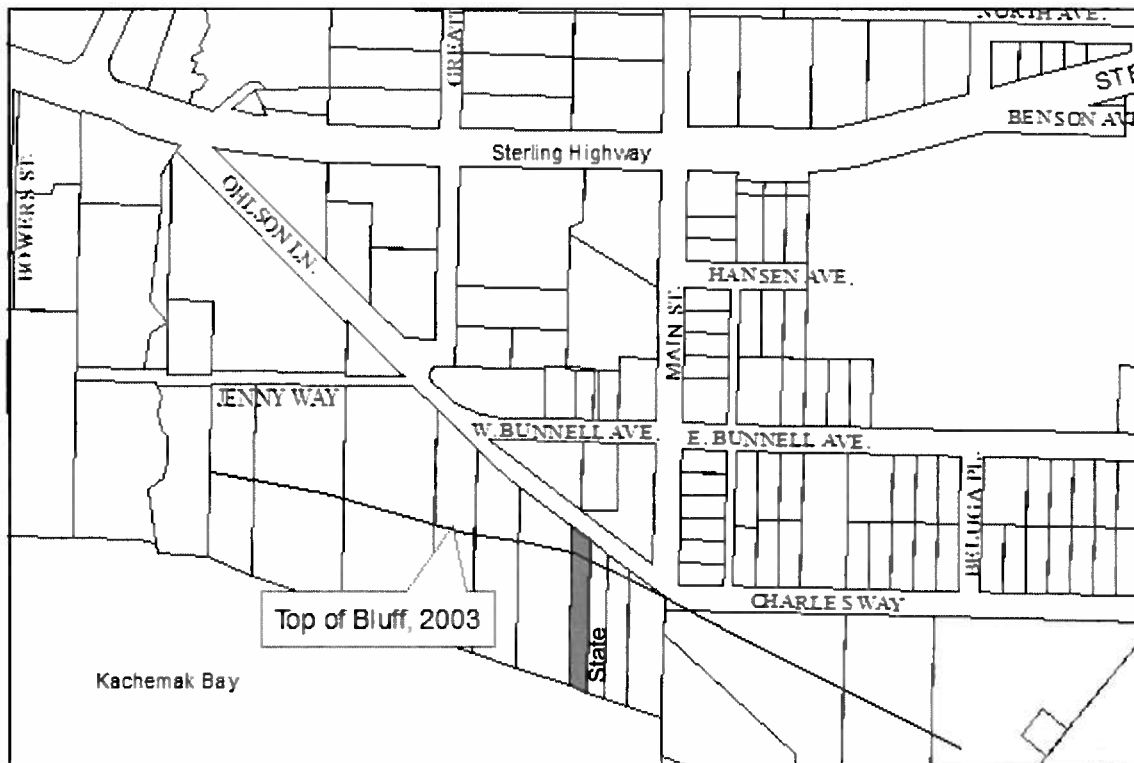 NORTH AVE.
GREAT
BENSON AV
Sterling Highway
BOWERS ST.
OHLSON LN.
HANSEN AVE.
MAIN ST.
JENNY WAY
W. BUNNELL AVE.
E. BUNNELL AVE.
BELUGA PL.
CHARLES WAY
Top of Bluff, 2003
State
Kachemak Bay